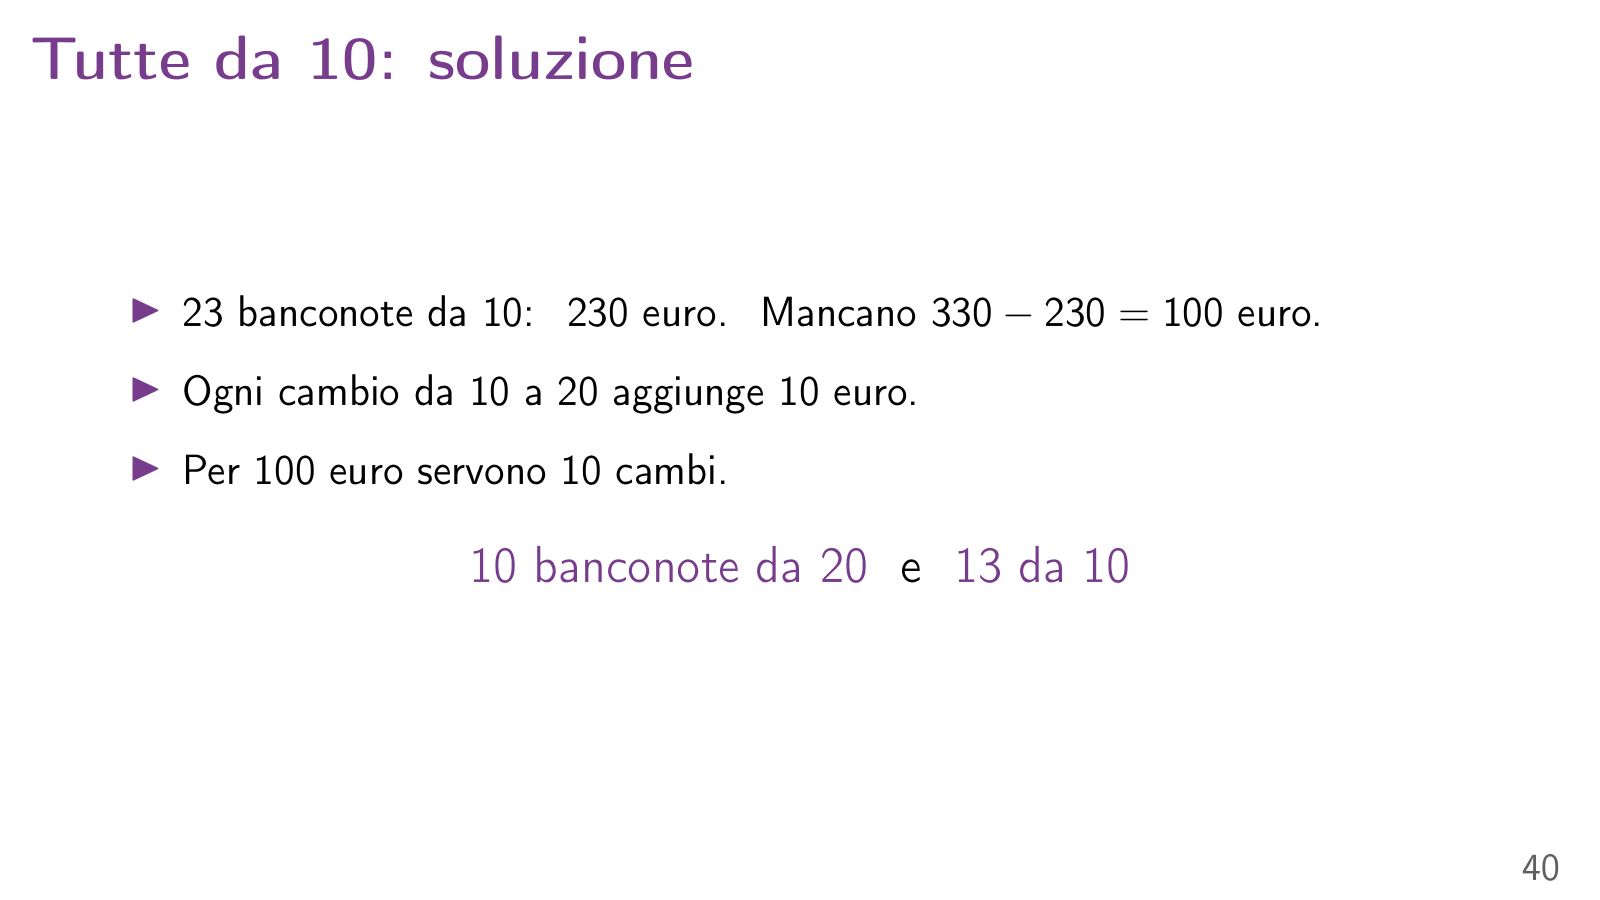 Tutte da 10: soluzione
▶ 23 banconote da 10: 230 euro. Mancano 330 − 230 = 100 euro.
▶ Ogni cambio da 10 a 20 aggiunge 10 euro.
▶ Per 100 euro servono 10 cambi.
10 banconote da 20 e 13 da 10
40